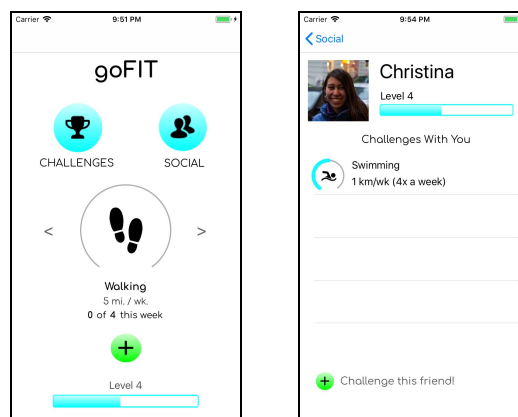 Carrier 9:51 PM
goFIT
CHALLENGES SOCIAL
< >
Walking
5 mi. / wk.
0 of 4 this week
+
Level 4
Carrier 9:54 PM
Social
Christina
Level 4
Challenges With You
Swimming
1 km/wk (4x a week)
+ Challenge this friend!